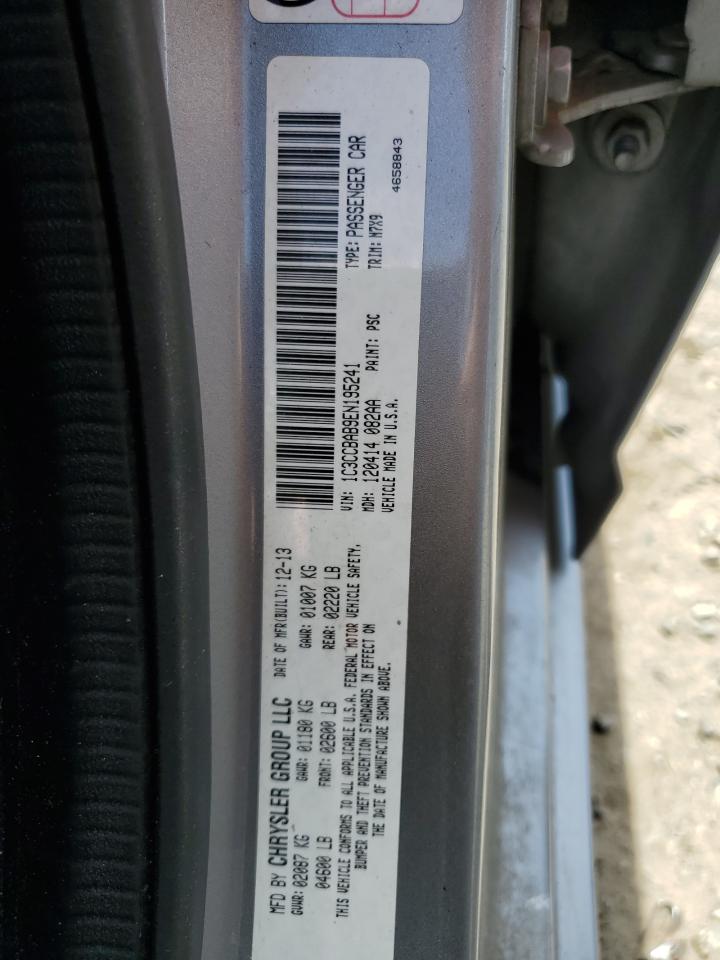 MFD BY CHRYSLER GROUP LLC DATE OF MFR(BUILT): 12-13
GVWR: 02087 KG GAWR: 01180 KG GAWR: 01007 KG
04600 LB FRONT: 02600 LB REAR: 02220 LB
THIS VEHICLE CONFORMS TO ALL APPLICABLE U.S.A. FEDERAL MOTOR VEHICLE SAFETY,
BUMPER AND THEFT PREVENTION STANDARDS IN EFFECT ON
THE DATE OF MANUFACTURE SHOWN ABOVE.
VIN: 1C3CCBAB9EN195241 TYPE: PASSENGER CAR
MDH: 120414 082AA PAINT: PSC TRIM: M7X9
VEHICLE MADE IN U.S.A.
4658843